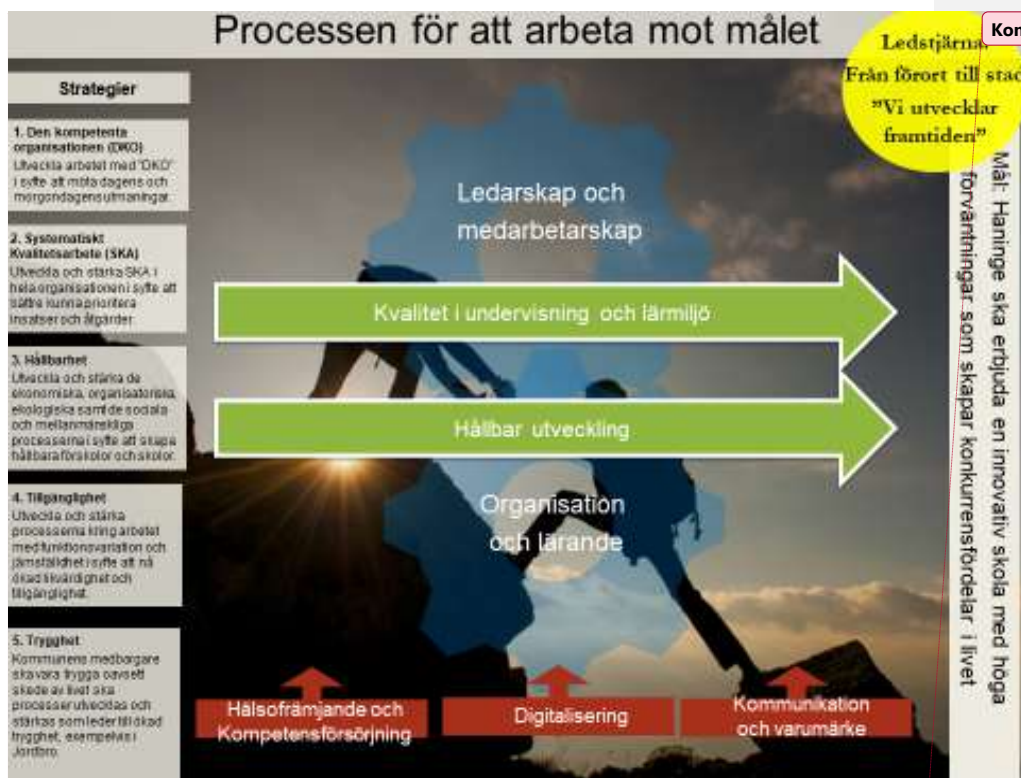 Processen för att arbeta mot målet
Ledstjärna:
Från förort till stad
"Vi utvecklar
framtiden"
Kon
Strategier
1. Den kompetenta
organisationen (DKO)
Utveckla arbetet med "DKO"
i syfte att möta dagens och
morgondagens utmaningar.
2. Systematiskt
Kvalitetsarbete (SKA)
Utveckla och stärka SKA i
hela organisationen i syfte att
bättre kunna prioritera
insatser och åtgärder.
3. Hållbarhet
Utveckla och stärka de
ekonomiska, organisatoriska,
ekologiska samt de sociala
och mellanmänskliga
processerna i syfte att skapa
hållbara förskolor och skolor.
4. Tillgänglighet
Utveckla och stärka
processerna kring arbetet
med funktionsvariation och
jämställdhet i syfte att nå
ökad likvärdighet och
tillgänglighet.
5. Trygghet
Kommunens medborgare
ska vara trygga oavsett
skede av livet ska
processer utvecklas och
stärkas som leder till ökad
trygghet, exempelvis i
Jordbro.
Ledarskap och
medarbetarskap
Kvalitet i undervisning och lärmiljö
Hållbar utveckling
Organisation
och lärande
Hälsofrämjande och
Kompetensförsörjning
Digitalisering
Kommunikation
och varumärke
Mål: Haninge ska erbjuda en innovativ skola med höga
förväntningar som skapar konkurrensfördelar i livet